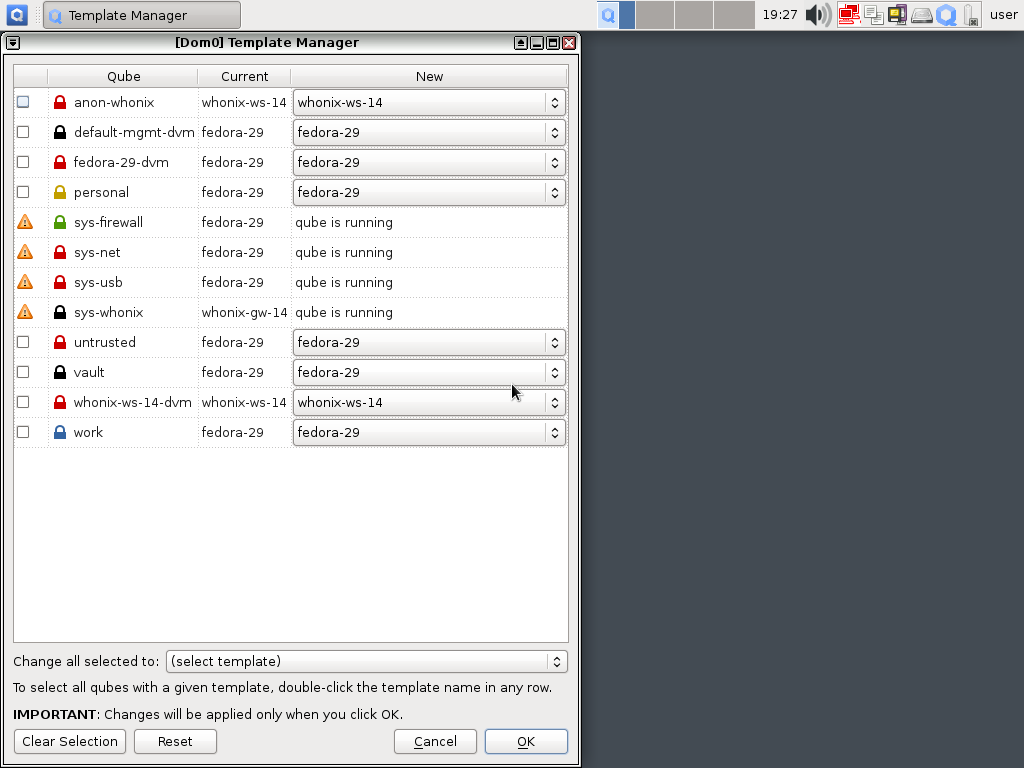 Template Manager 19:27 user
[Dom0] Template Manager
Qube Current New
anon-whonix whonix-ws-14 whonix-ws-14
default-mgmt-dvm fedora-29 fedora-29
fedora-29-dvm fedora-29 fedora-29
personal fedora-29 fedora-29
sys-firewall fedora-29 qube is running
sys-net fedora-29 qube is running
sys-usb fedora-29 qube is running
sys-whonix whonix-gw-14 qube is running
untrusted fedora-29 fedora-29
vault fedora-29 fedora-29
whonix-ws-14-dvm whonix-ws-14 whonix-ws-14
work fedora-29 fedora-29
Change all selected to: (select template)
To select all qubes with a given template, double-click the template name in any row.
IMPORTANT: Changes will be applied only when you click OK.
Clear Selection Reset Cancel OK